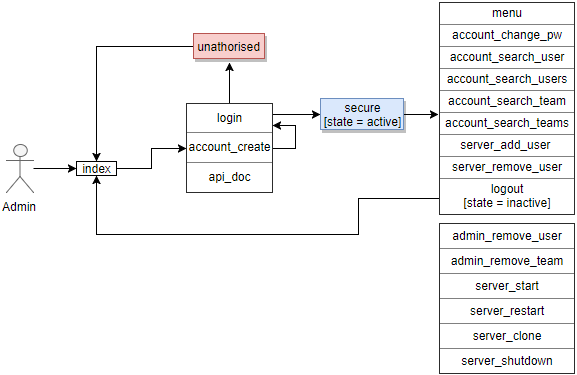 menu
unathorised
account_change_pw
account_search_user
account_search_users
account_search_team
account_search_teams
server_add_user
server_remove_user
logout
[state = inactive]
secure
[state = active]
login
account_create
api_doc
index
Admin
admin_remove_user
admin_remove_team
server_start
server_restart
server_clone
server_shutdown